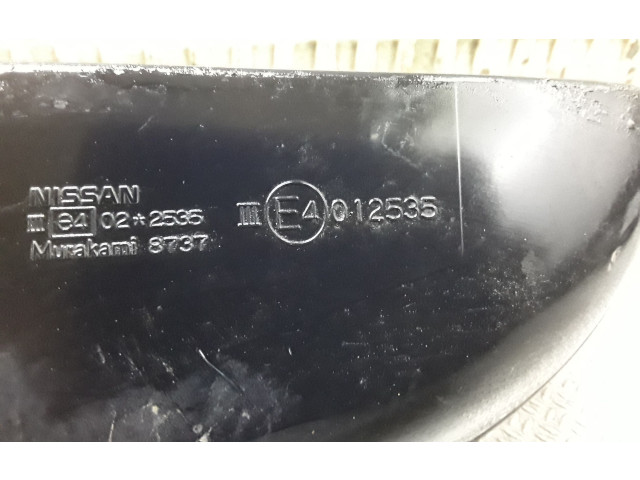 NISSAN
III e4 02*2535
Murakami 8737
III E4 012535